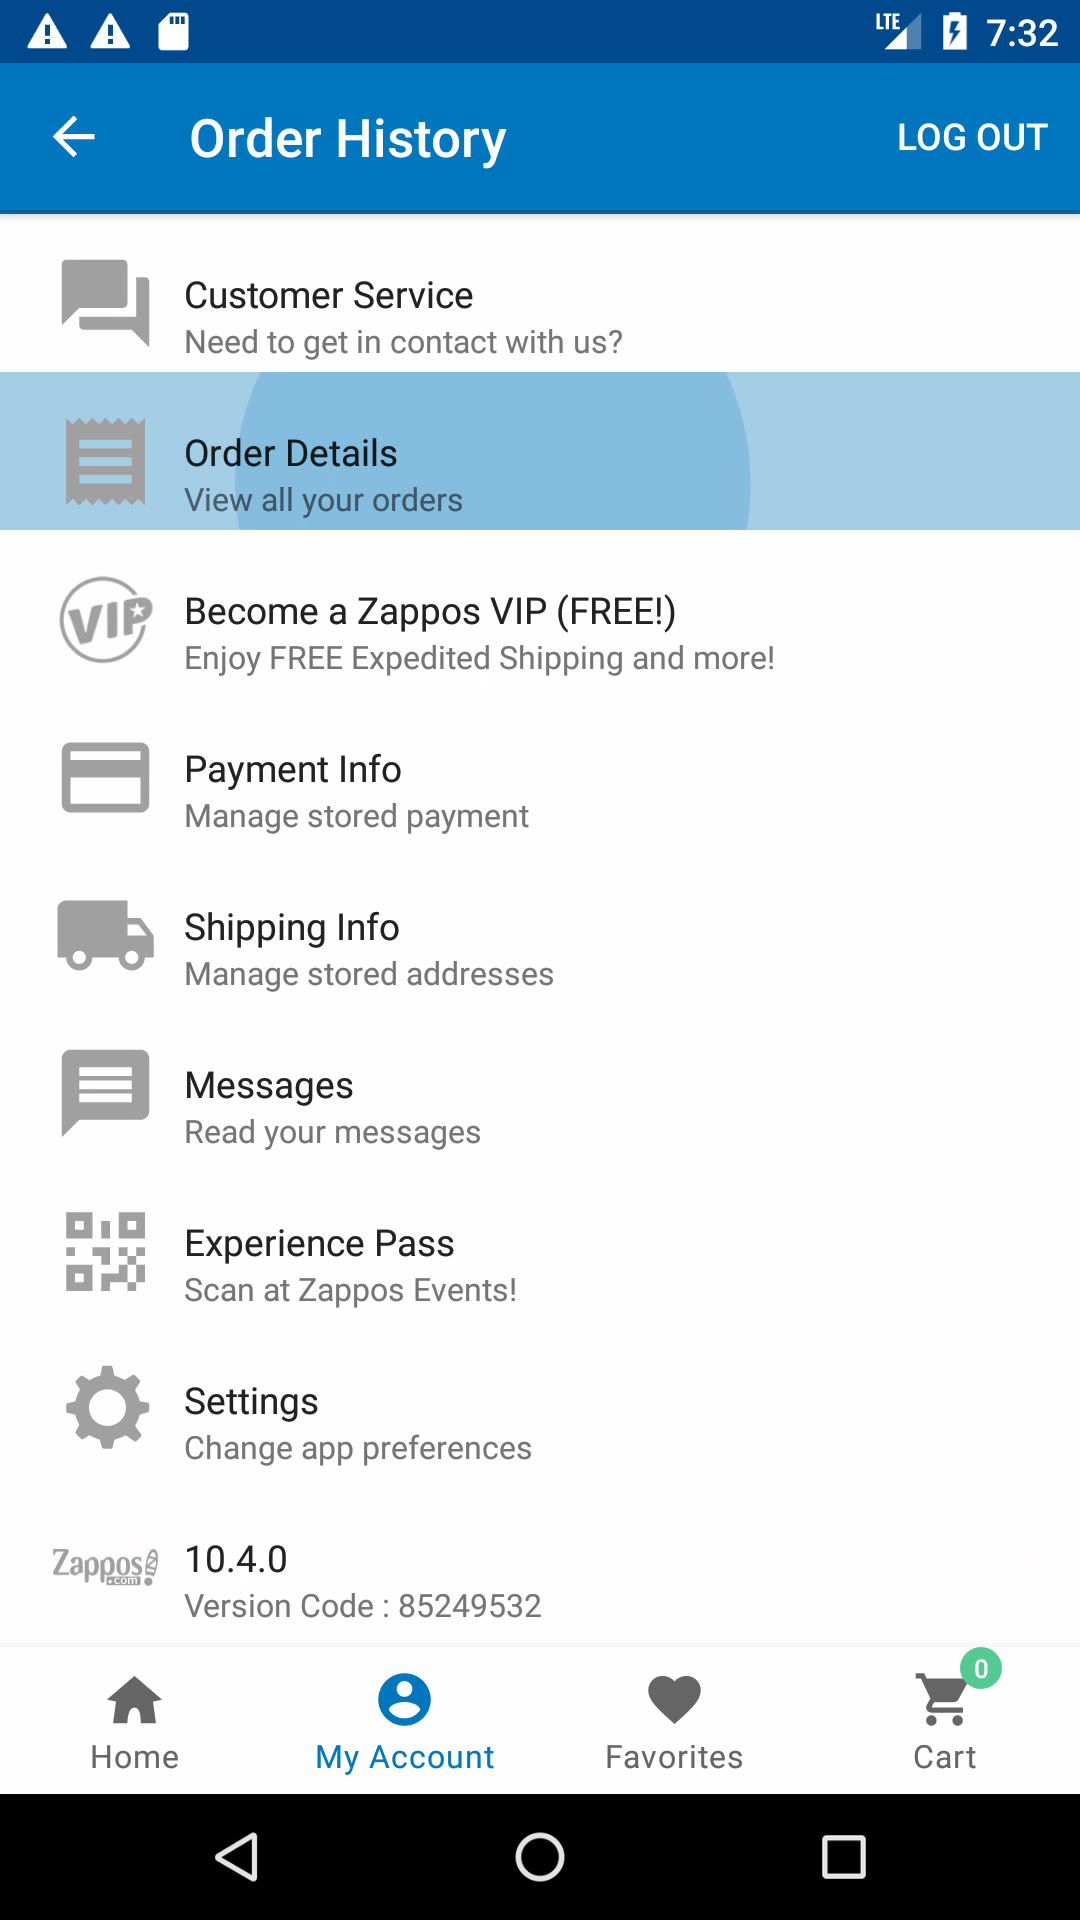 LTE 7:32
Order History LOG OUT
Customer Service
Need to get in contact with us?
Order Details
View all your orders
VIP
Become a Zappos VIP (FREE!)
Enjoy FREE Expedited Shipping and more!
Payment Info
Manage stored payment
Shipping Info
Manage stored addresses
Messages
Read your messages
Experience Pass
Scan at Zappos Events!
Settings
Change app preferences
Zappos
.com
10.4.0
Version Code : 85249532
0
Home My Account Favorites Cart